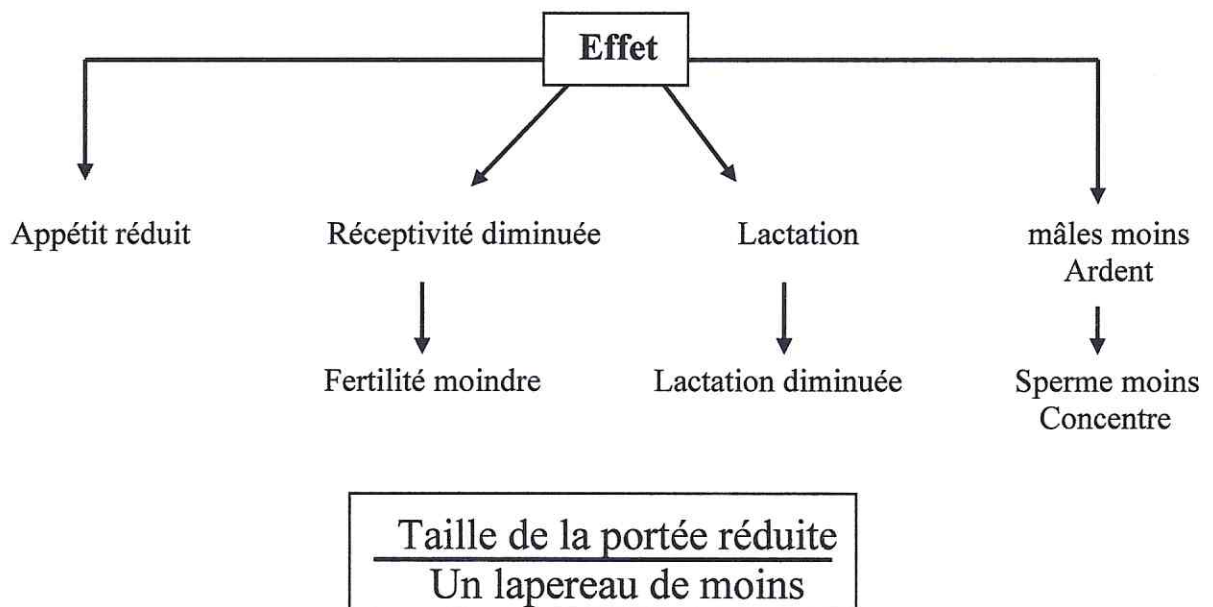 Effet
Appétit réduit
Réceptivité diminuée
Lactation
mâles moins
Ardent
Fertilité moindre
Lactation diminuée
Sperme moins
Concentre
Taille de la portée réduite
Un lapereau de moins